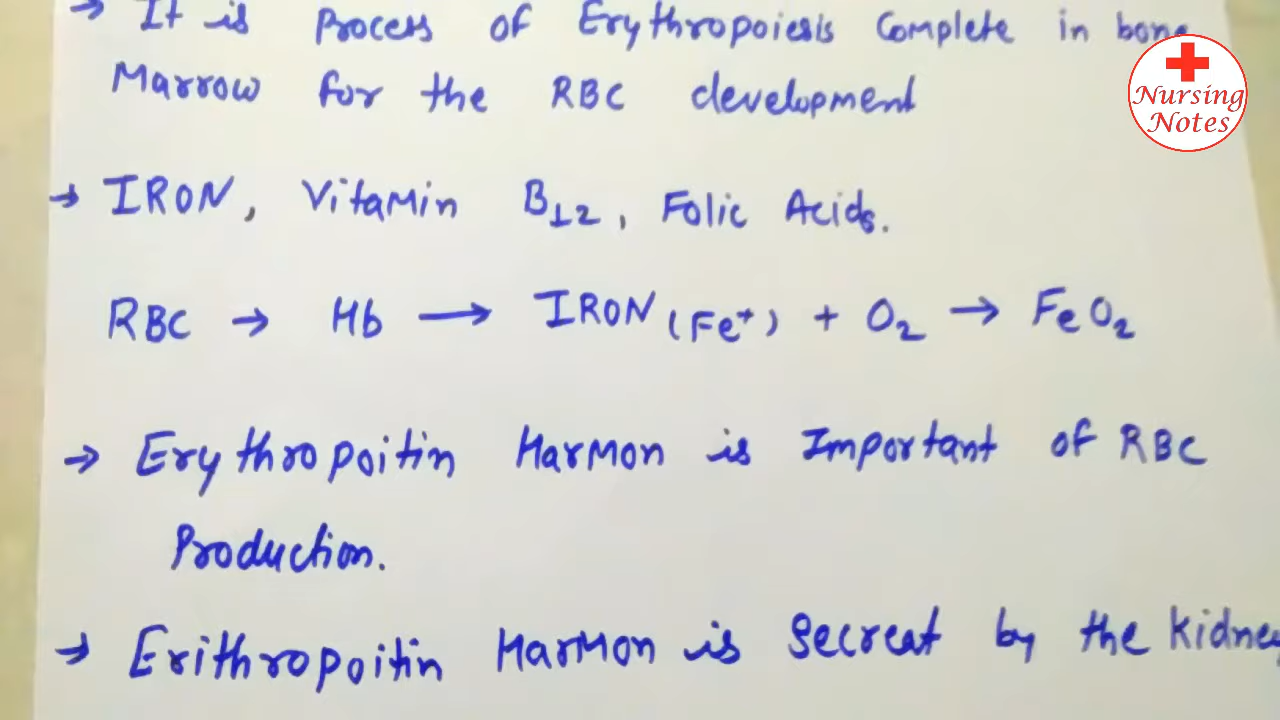 → It is Process of Erythropoiesis Complete in bone
Marrow for the RBC development
Nursing
Notes
→ IRON, Vitamin B12, Folic Acids.
RBC → Hb → IRON (Fe+) + O2 → FeO2
→ Erythropoitin Harmon is Important of RBC
Production.
→ Erithropoitin Harmon is Secreat by the Kidney